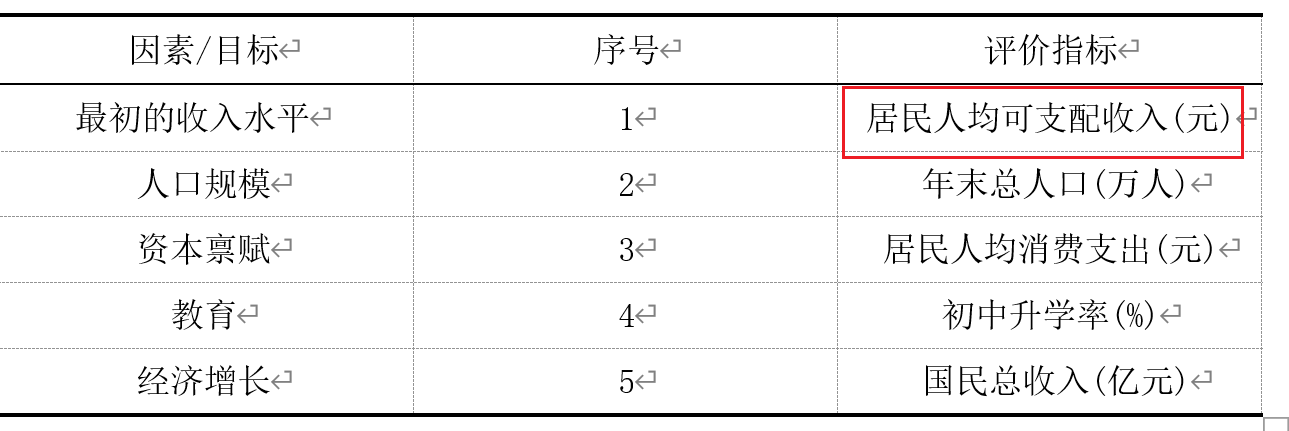 因素/目标 序号 评价指标
最初的收入水平 1 居民人均可支配收入(元)
人口规模 2 年末总人口(万人)
资本禀赋 3 居民人均消费支出(元)
教育 4 初中升学率(%)
经济增长 5 国民总收入(亿元)